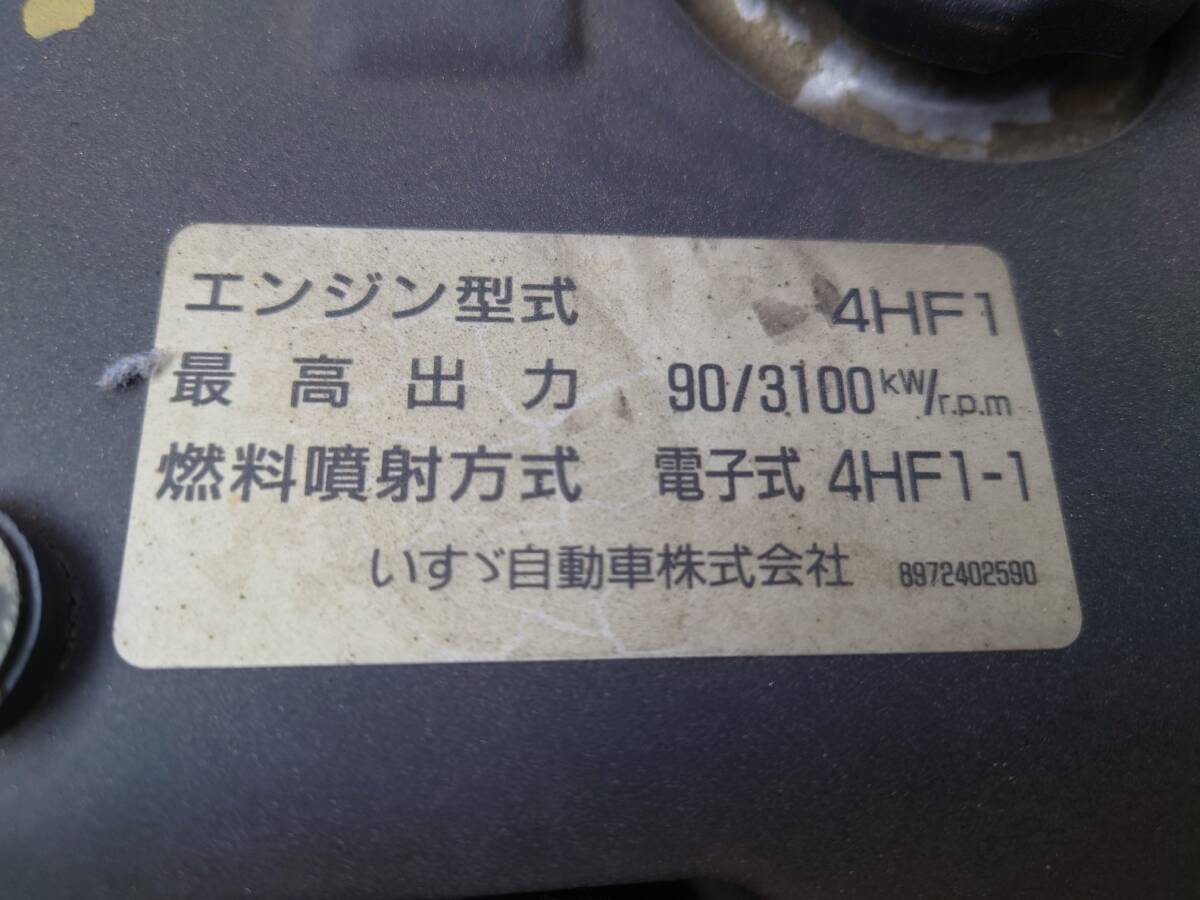 エンジン型式 4HF1
最高出力 90/3100kW/r.p.m
燃料噴射方式 電子式 4HF1-1
いすゞ自動車株式会社 8972402590